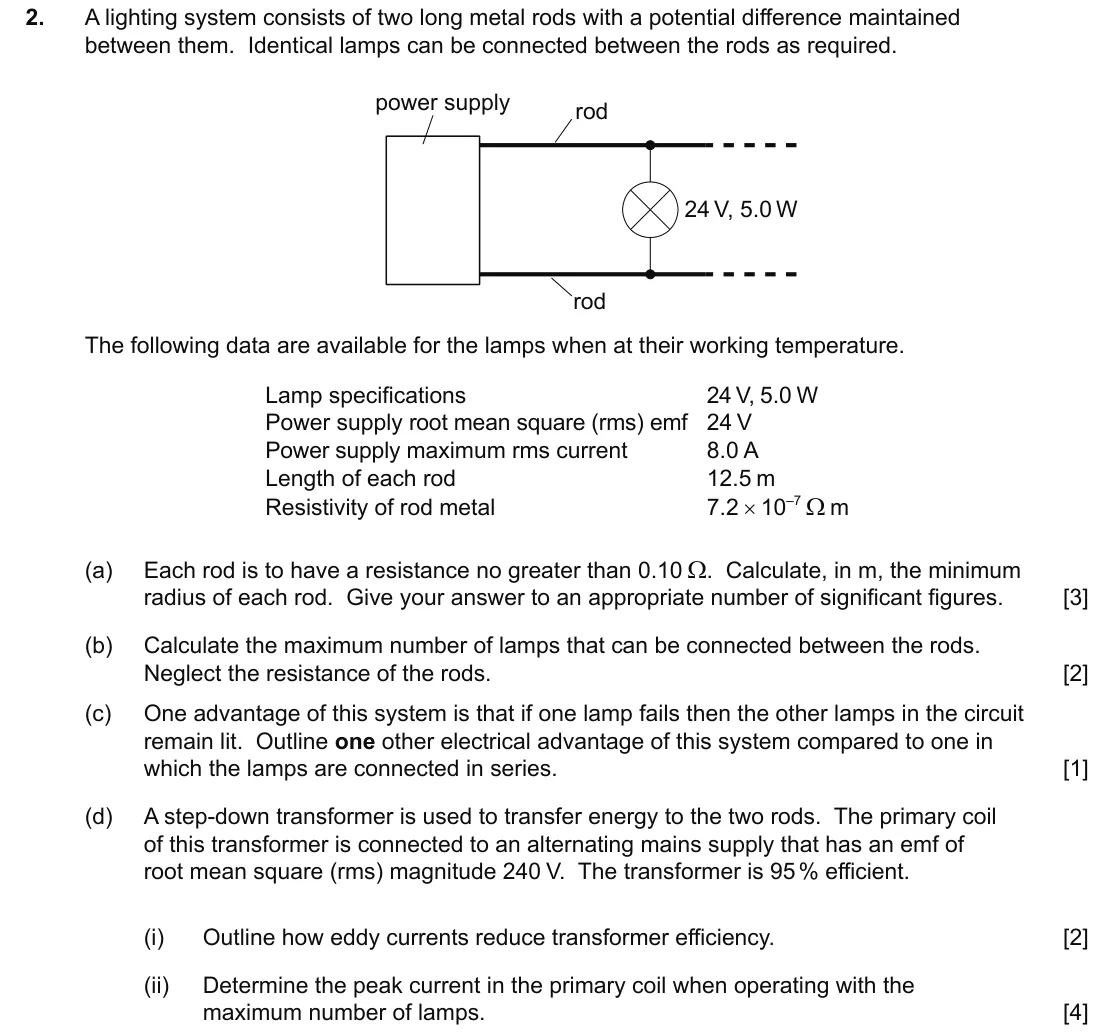 2. A lighting system consists of two long metal rods with a potential difference maintained
between them. Identical lamps can be connected between the rods as required.
power supply
rod
24 V, 5.0 W
rod
The following data are available for the lamps when at their working temperature.
Lamp specifications 24 V, 5.0 W
Power supply root mean square (rms) emf 24 V
Power supply maximum rms current 8.0 A
Length of each rod 12.5 m
Resistivity of rod metal 7.2 × 10⁻⁷ Ω m
(a) Each rod is to have a resistance no greater than 0.10 Ω. Calculate, in m, the minimum
radius of each rod. Give your answer to an appropriate number of significant figures. [3]
(b) Calculate the maximum number of lamps that can be connected between the rods.
Neglect the resistance of the rods. [2]
(c) One advantage of this system is that if one lamp fails then the other lamps in the circuit
remain lit. Outline one other electrical advantage of this system compared to one in
which the lamps are connected in series. [1]
(d) A step-down transformer is used to transfer energy to the two rods. The primary coil
of this transformer is connected to an alternating mains supply that has an emf of
root mean square (rms) magnitude 240 V. The transformer is 95 % efficient.
(i) Outline how eddy currents reduce transformer efficiency. [2]
(ii) Determine the peak current in the primary coil when operating with the
maximum number of lamps. [4]